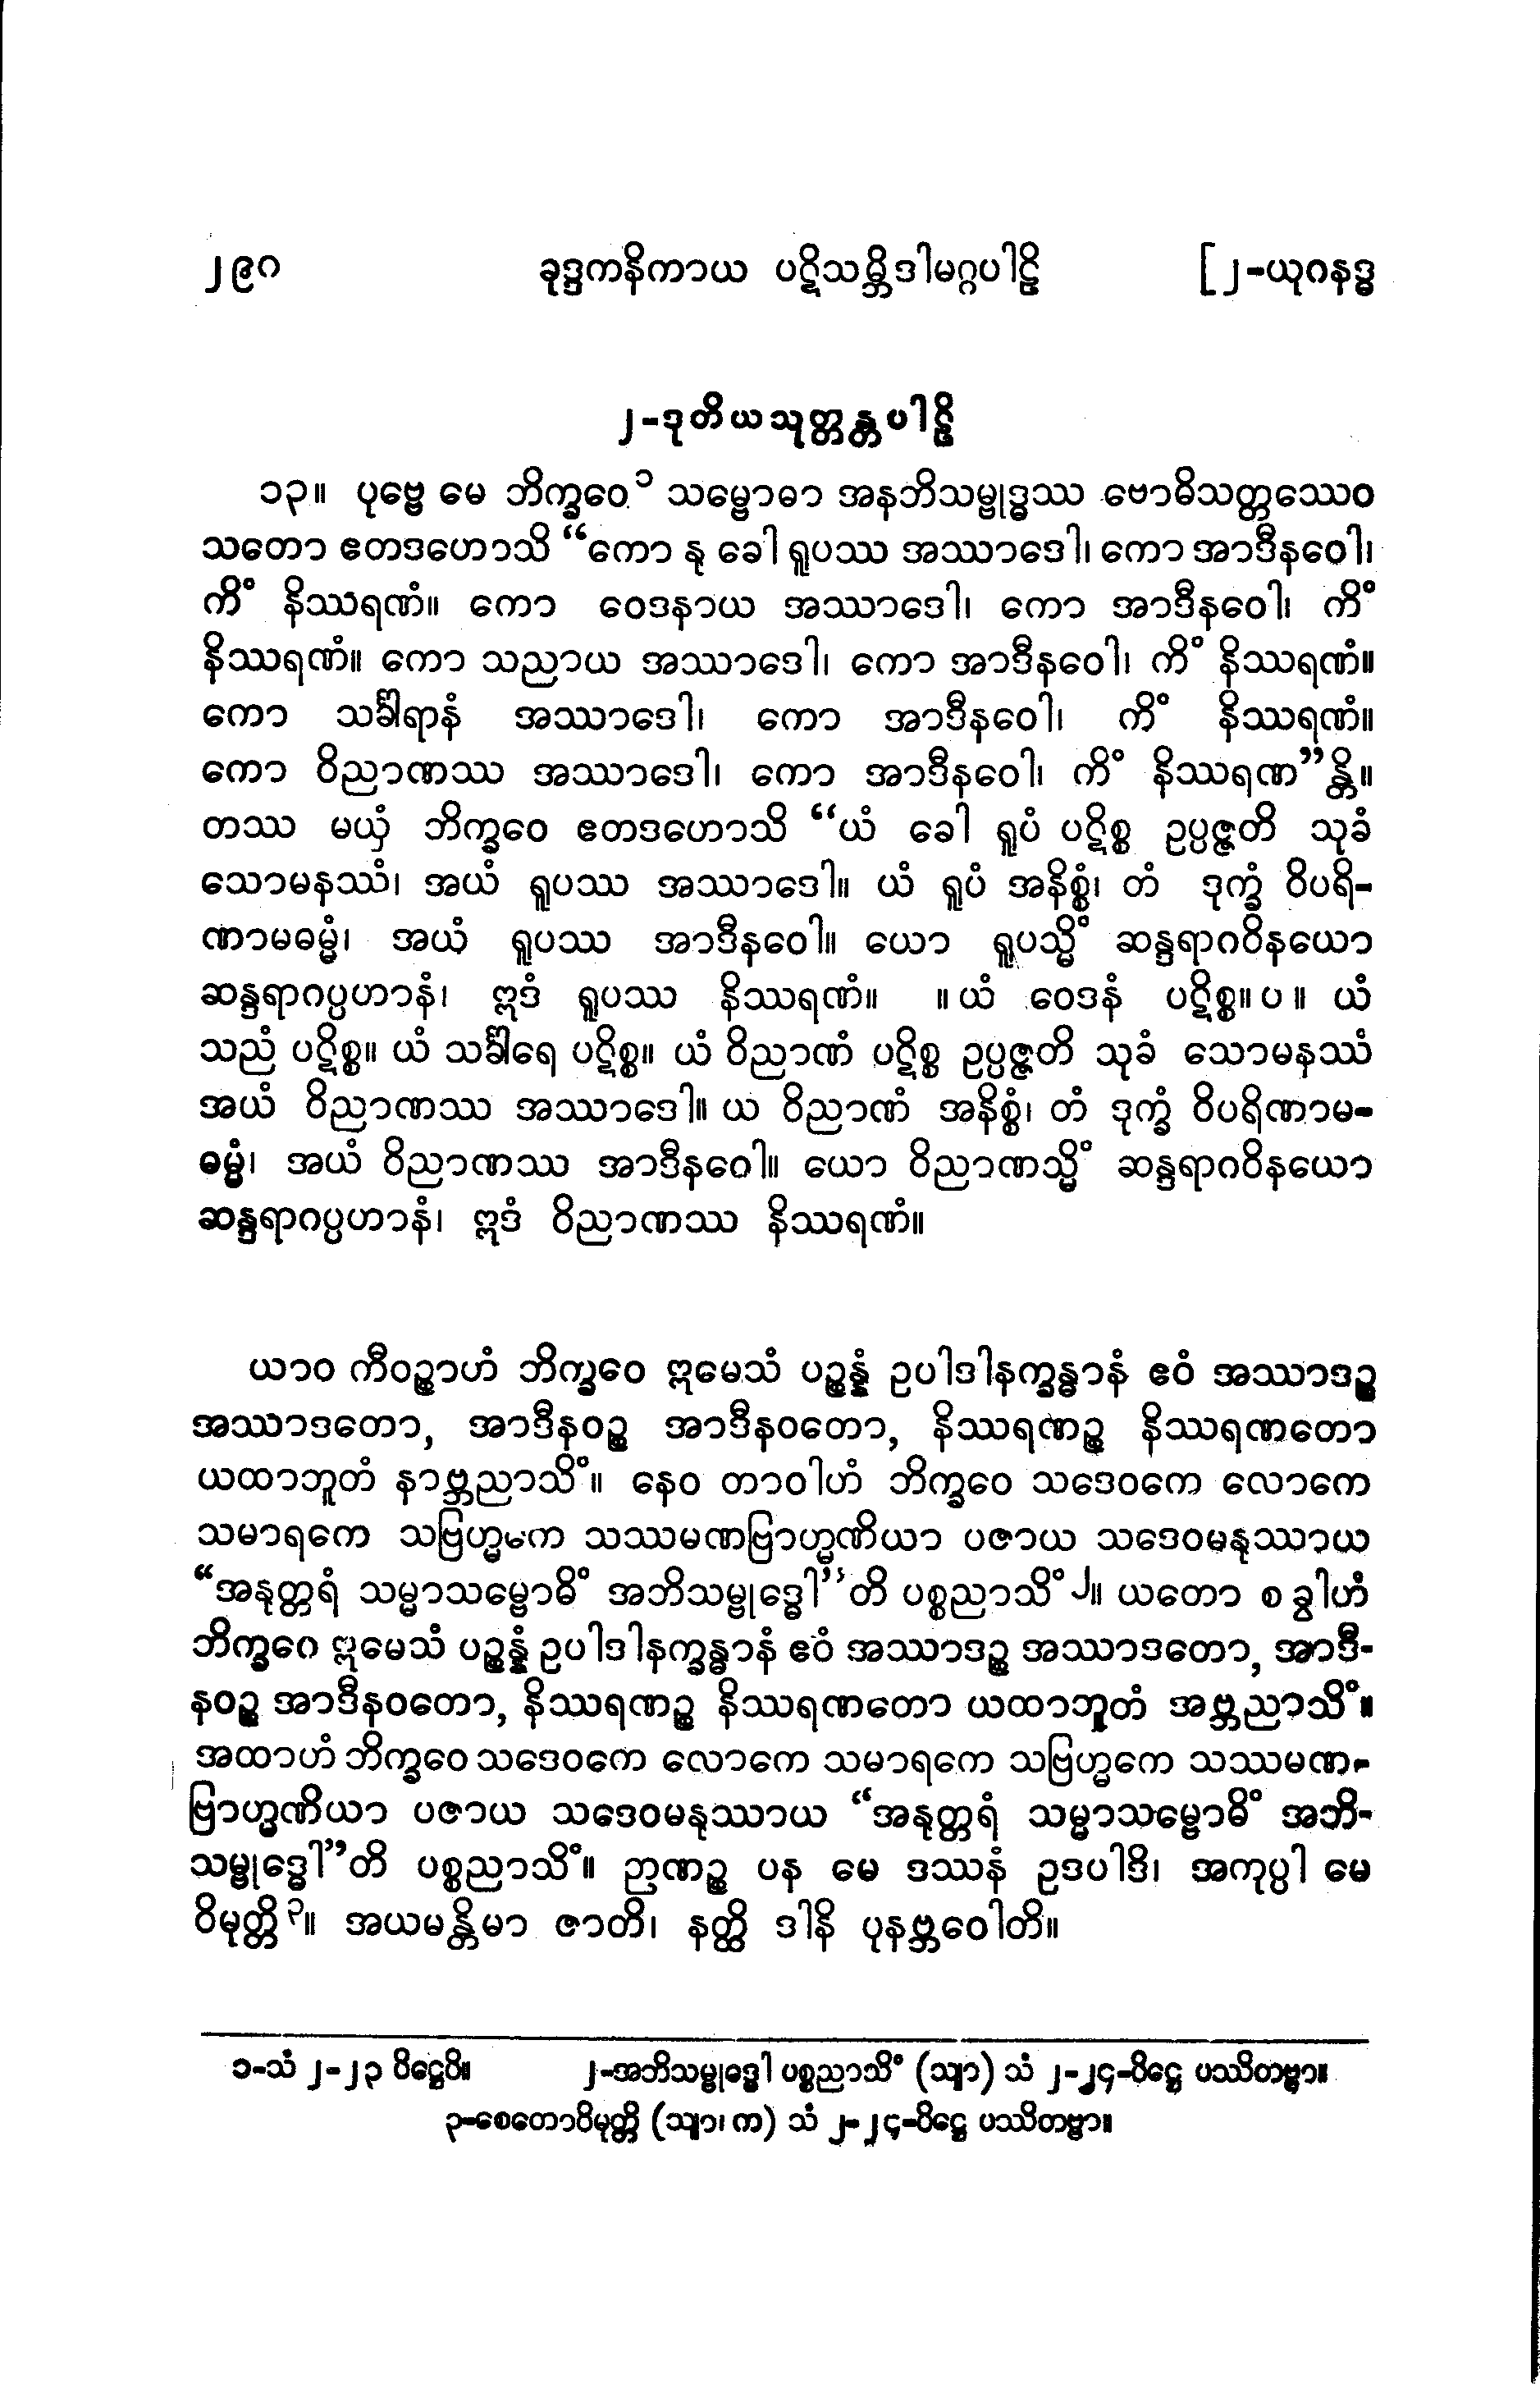 ၂၉၀ ခုဒ္ဒကနိကာယ ပဋိသမ္ဘိဒါမဂ္ဂပါဠိ [၂-ယုဂနဒ္ဓ
၂-ဒုတိယသုတ္တန္တပါဠိ
၁၃။ ပုဗ္ဗေ မေ ဘိက္ခဝေ ၁ သမ္ဗောဓာ အနဘိသမ္ဗုဒ္ဓဿ ဗောဓိသတ္တဿေဝ
သတော ဧတဒဟောသိ “ကော နု ခေါ ရူပဿ အဿာဒေါ၊ ကော အာဒီနဝေါ၊
ကိံ နိဿရဏံ။ ကော ဝေဒနာယ အဿာဒေါ၊ ကော အာဒီနဝေါ၊ ကိံ
နိဿရဏံ။ ကော သညာယ အဿာဒေါ၊ ကော အာဒီနဝေါ၊ ကိံ နိဿရဏံ။
ကော သင်္ခါရာနံ အဿာဒေါ၊ ကော အာဒီနဝေါ၊ ကိံ နိဿရဏံ။
ကော ဝိညာဏဿ အဿာဒေါ၊ ကော အာဒီနဝေါ၊ ကိံ နိဿရဏ”န္တိ။
တဿ မယှံ ဘိက္ခဝေ ဧတဒဟောသိ “ယံ ခေါ ရူပံ ပဋိစ္စ ဥပ္ပဇ္ဇတိ သုခံ
သောမနဿံ၊ အယံ ရူပဿ အဿာဒေါ။ ယံ ရူပံ အနိစ္စံ၊ တံ ဒုက္ခံ ဝိပရိ-
ဏာမဓမ္မံ၊ အယံ ရူပဿ အာဒီနဝေါ။ ယော ရူပသ္မိံ ဆန္ဒရာဂဝိနယော
ဆန္ဒရာဂပ္ပဟာနံ၊ ဣဒံ ရူပဿ နိဿရဏံ။ ။ယံ ဝေဒနံ ပဋိစ္စ။ပ။ ယံ
သညံ ပဋိစ္စ။ ယံ သင်္ခါရေ ပဋိစ္စ။ ယံ ဝိညာဏံ ပဋိစ္စ ဥပ္ပဇ္ဇတိ သုခံ သောမနဿံ
အယံ ဝိညာဏဿ အဿာဒေါ။ ယ ဝိညာဏံ အနိစ္စံ၊ တံ ဒုက္ခံ ဝိပရိဏာမ-
ဓမ္မံ၊ အယံ ဝိညာဏဿ အာဒီနဝေါ။ ယော ဝိညာဏသ္မိံ ဆန္ဒရာဂဝိနယော
ဆန္ဒရာဂပ္ပဟာနံ၊ ဣဒံ ဝိညာဏဿ နိဿရဏံ။
ယာဝ ကီဝဉ္စာဟံ ဘိက္ခဝေ ဣမေသံ ပဉ္စန္နံ ဥပါဒါနက္ခန္ဓာနံ ဧဝံ အဿာဒဉ္စ
အဿာဒတော, အာဒီနဝဉ္စ အာဒီနဝတော, နိဿရဏဉ္စ နိဿရဏတော
ယထာဘူတံ နာဗ္ဘညာသိံ။ နေဝ တာဝါဟံ ဘိက္ခဝေ သဒေဝကေ လောကေ
သမာရကေ သဗြဟ္မကေ သဿမဏဗြာဟ္မဏိယာ ပဇာယ သဒေဝမနုဿာယ
“အနုတ္တရံ သမ္မာသမ္ဗောဓိံ အဘိသမ္ဗုဒ္ဓေါ”တိ ပစ္စညာသိံ ၂။ ယတော စ ခွါဟံ
ဘိက္ခဝေ ဣမေသံ ပဉ္စန္နံ ဥပါဒါနက္ခန္ဓာနံ ဧဝံ အဿာဒဉ္စ အဿာဒတော, အာဒီ-
နဝဉ္စ အာဒီနဝတော, နိဿရဏဉ္စ နိဿရဏတော ယထာဘူတံ အဗ္ဘညာသိံ။
အထာဟံ ဘိက္ခဝေ သဒေဝကေ လောကေ သမာရကေ သဗြဟ္မကေ သဿမဏ-
ဗြာဟ္မဏိယာ ပဇာယ သဒေဝမနုဿာယ “အနုတ္တရံ သမ္မာသမ္ဗောဓိံ အဘိ-
သမ္ဗုဒ္ဓေါ”တိ ပစ္စညာသိံ။ ဉာဏဉ္စ ပန မေ ဒဿနံ ဥဒပါဒိ၊ အကုပ္ပါ မေ
ဝိမုတ္တိ ၃။ အယမန္တိမာ ဇာတိ၊ နတ္ထိ ဒါနိ ပုနဗ္ဘဝေါတိ။
၁-သံ ၂-၂၃ ပိဋ္ဌေပိ။ ၂-အဘိသမ္ဗုဒ္ဓေါ ပစ္စညာသိံ (သျာ) သံ ၂-၂၄-ပိဋ္ဌေ ပဿိတဗ္ဗာ။
၃-စေတောဝိမုတ္တိ (သျာ၊ က) သံ ၂-၂၄-ပိဋ္ဌေ ပဿိတဗ္ဗာ။